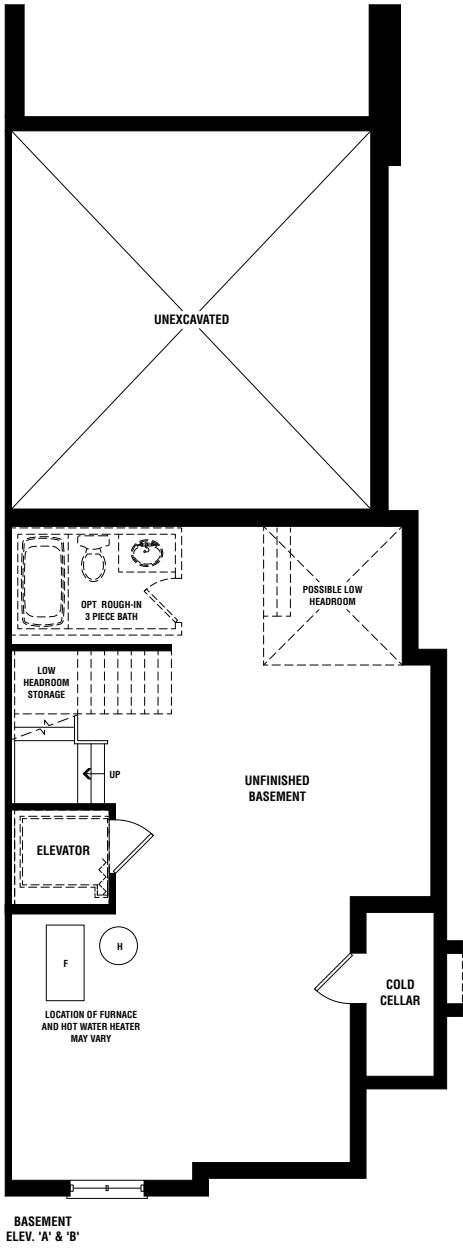 UNEXCAVATED
OPT  ROUGH-IN
3 PIECE BATH
POSSIBLE LOW
HEADROOM
LOW
HEADROOM
STORAGE
UP
UNFINISHED
BASEMENT
ELEVATOR
F
H
LOCATION OF FURNACE
AND HOT WATER HEATER
MAY VARY
COLD
CELLAR
BASEMENT
ELEV. 'A' & 'B'